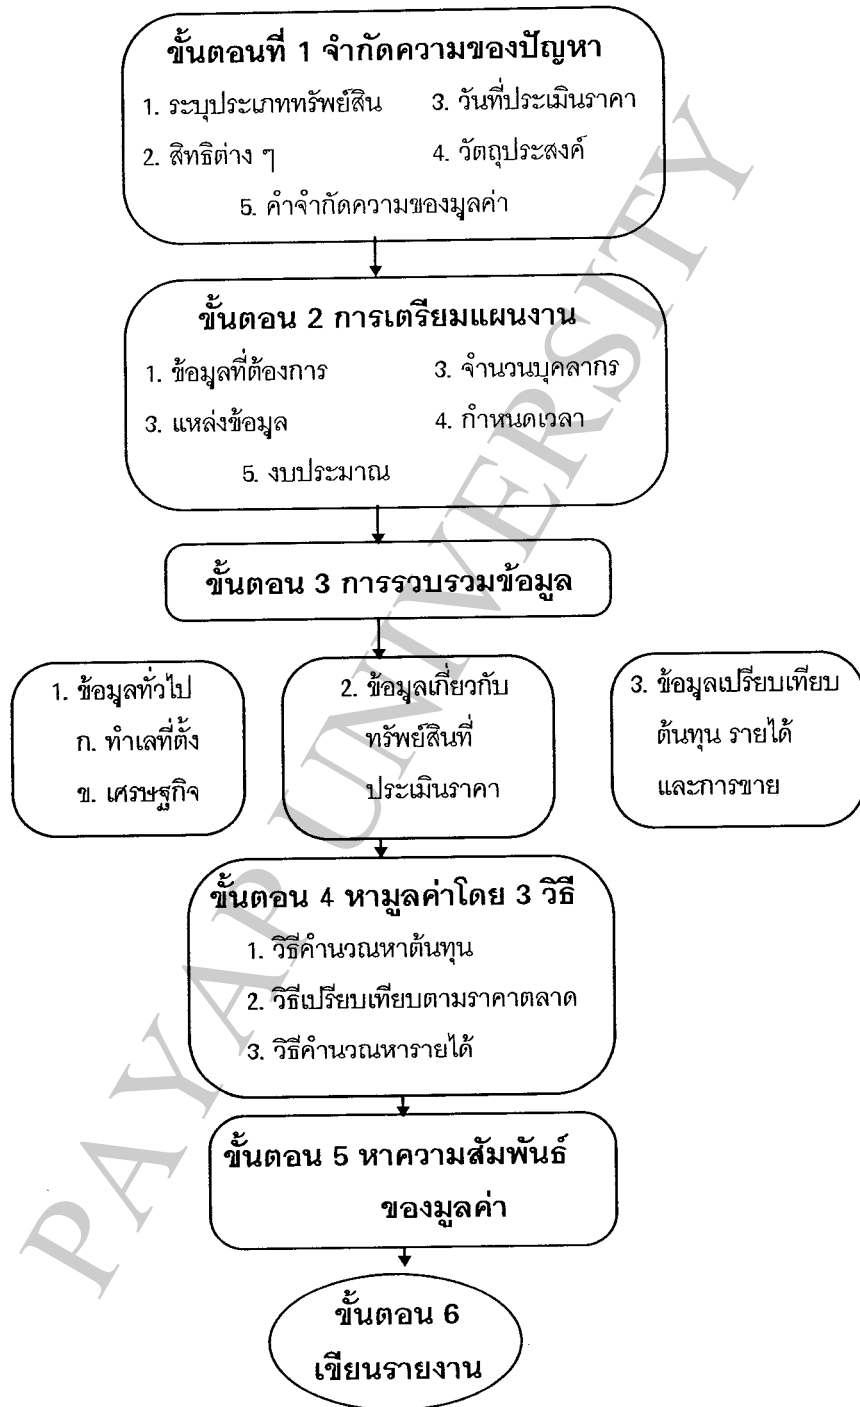 ขั้นตอนที่ 1 จำกัดความของปัญหา
1. ระบุประเภททรัพย์สิน
3. วันที่ประเมินราคา
2. สิทธิต่าง ๆ
4. วัตถุประสงค์
5. คำจำกัดความของมูลค่า
ขั้นตอน 2 การเตรียมแผนงาน
1. ข้อมูลที่ต้องการ
3. จำนวนบุคลากร
3. แหล่งข้อมูล
4. กำหนดเวลา
5. งบประมาณ
ขั้นตอน 3 การรวบรวมข้อมูล
1. ข้อมูลทั่วไป
ก. ทำเลที่ตั้ง
ข. เศรษฐกิจ
2. ข้อมูลเกี่ยวกับ
ทรัพย์สินที่
ประเมินราคา
3. ข้อมูลเปรียบเทียบ
ต้นทุน รายได้
และการขาย
ขั้นตอน 4 หามูลค่าโดย 3 วิธี
1. วิธีคำนวณหาต้นทุน
2. วิธีเปรียบเทียบตามราคาตลาด
3. วิธีคำนวณหารายได้
ขั้นตอน 5 หาความสัมพันธ์
ของมูลค่า
ขั้นตอน 6
เขียนรายงาน
PAYAP UNIVERSITY